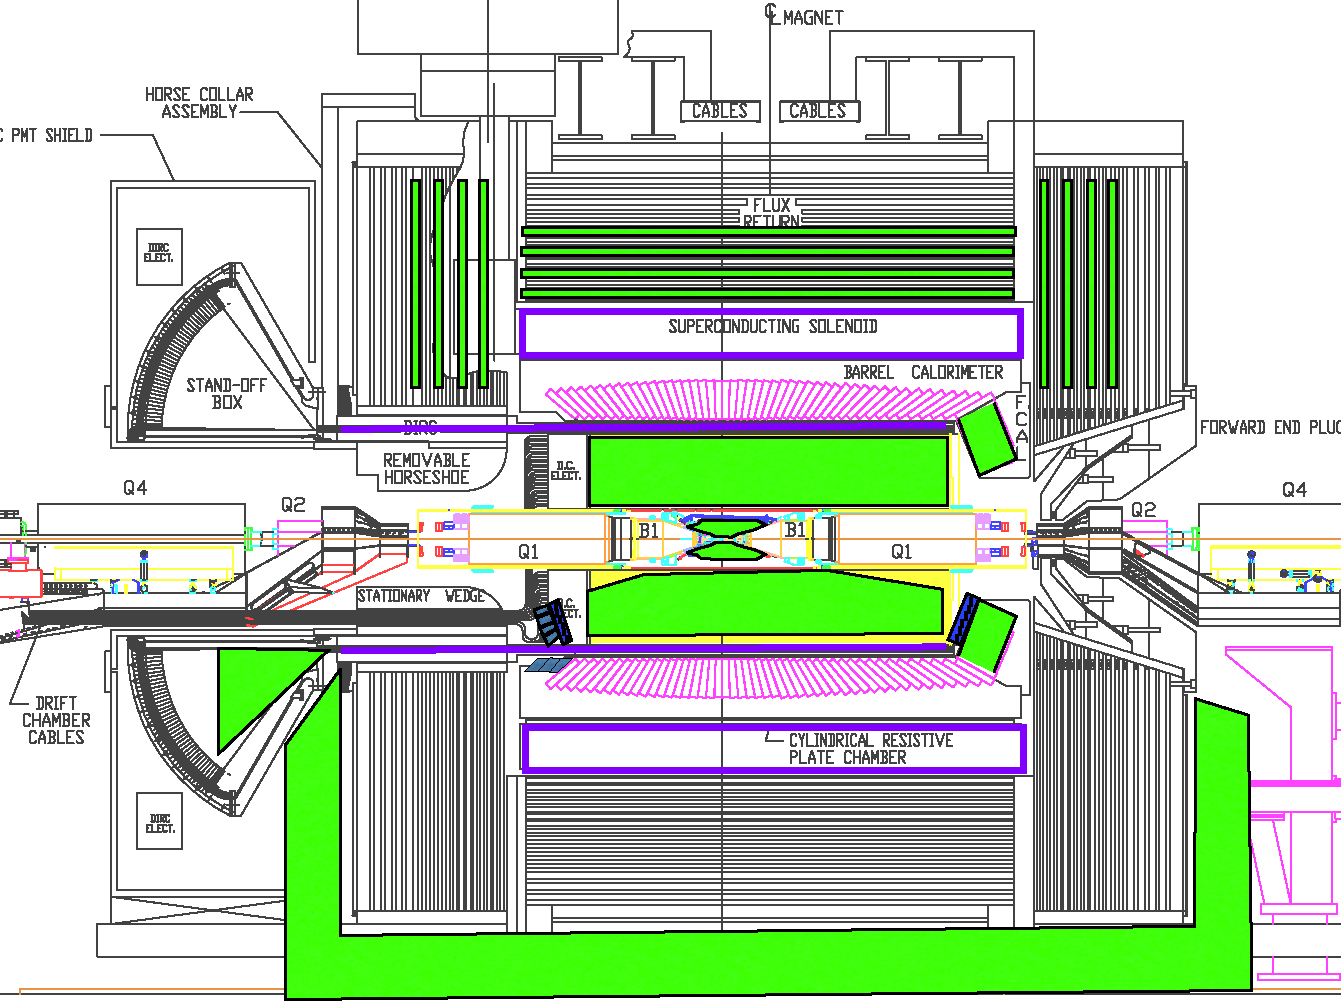 ℄ MAGNET
HORSE COLLAR
ASSEMBLY
C PMT SHIELD
CABLES
CABLES
FLUX
RETURN
DIRC
ELECT.
SUPERCONDUCTING SOLENOID
BARREL CALORIMETER
STAND-OFF
BOX
FCAL
DIRC
FORWARD END PLUG
REMOVABLE
HORSESHOE
D.C.
ELECT.
Q4
Q2
Q1
B1
B1
Q1
Q2
Q4
STATIONARY WEDGE
D.C.
ELECT.
DRIFT
CHAMBER
CABLES
CYLINDRICAL RESISTIVE
PLATE CHAMBER
DIRC
ELECT.